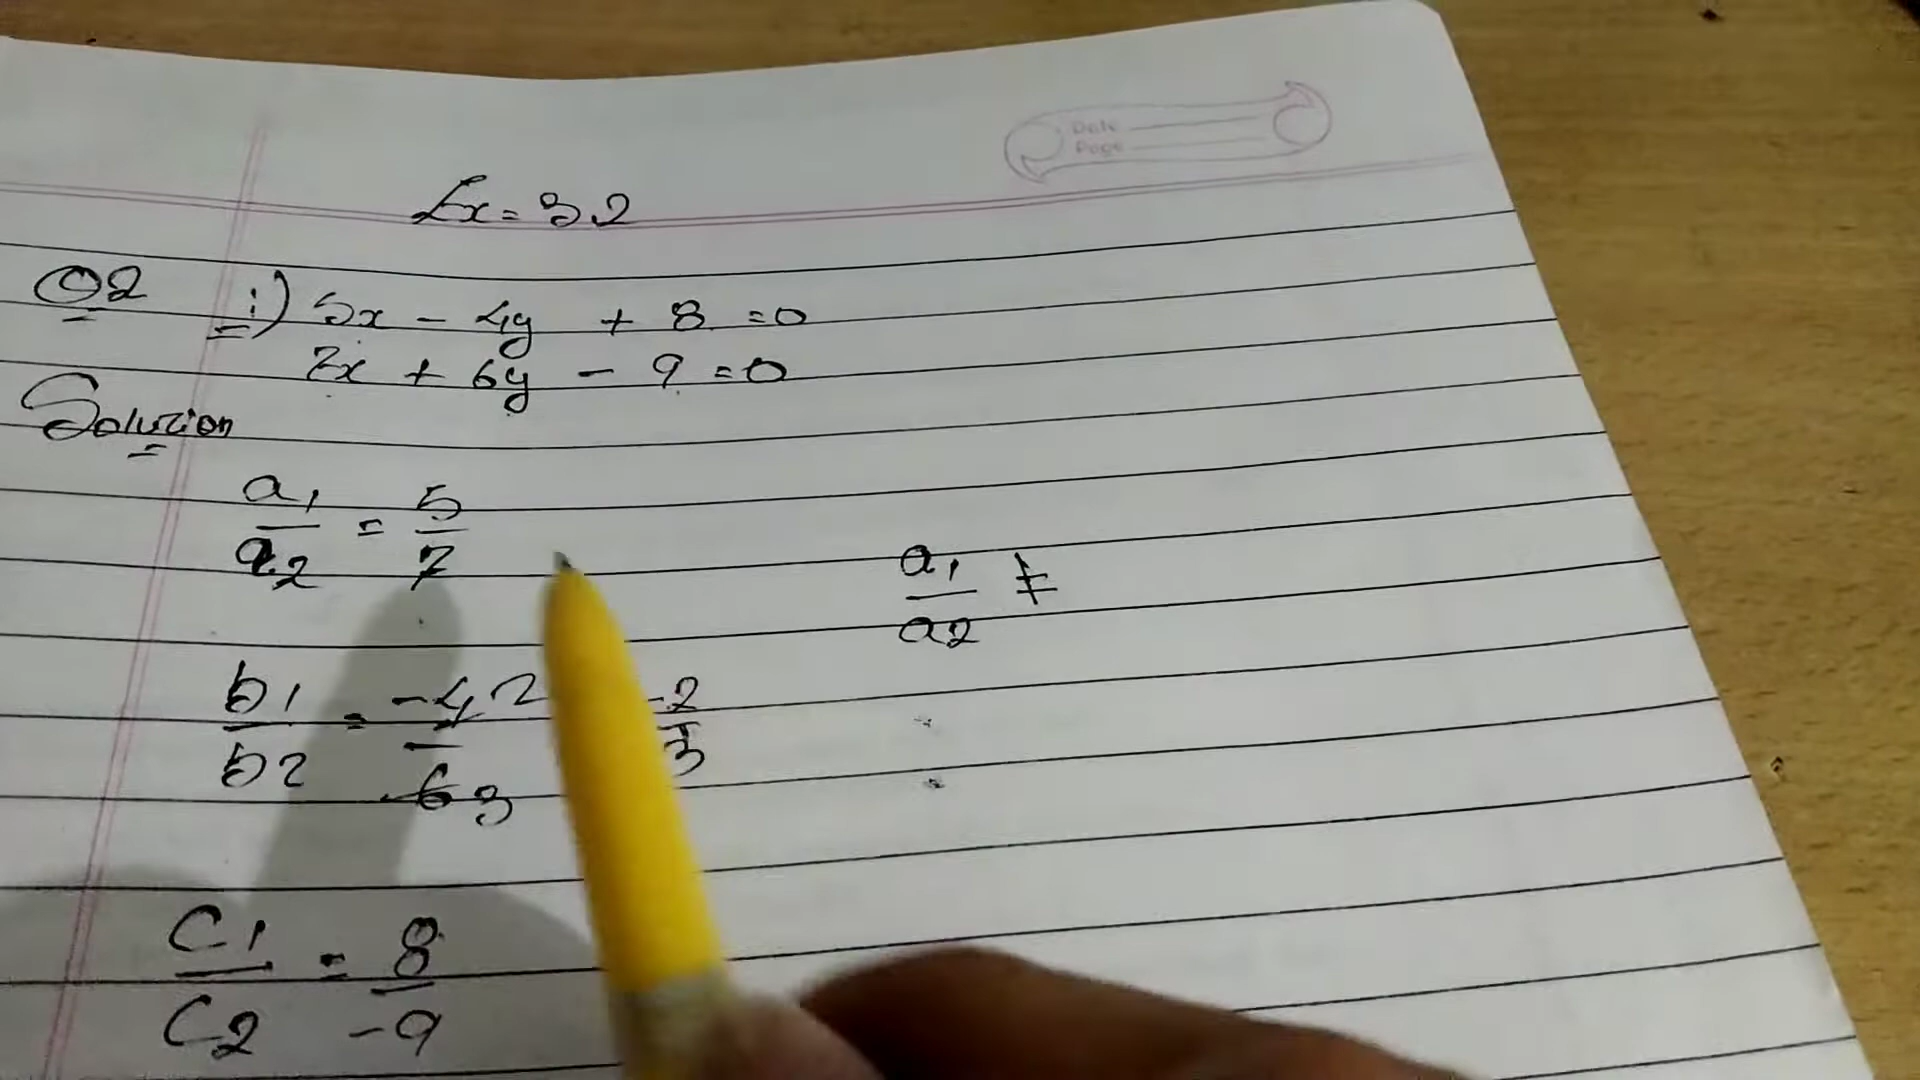 Date
Page
Ex = 3.2
Q2 i) 5x - 4y + 8 = 0
7x + 6y - 9 = 0
Solution
a1/a2 = 5/7
a1/a2 ≠
b1/b2 = -4 2/6 3 -2/3
C1/C2 = 8/-9